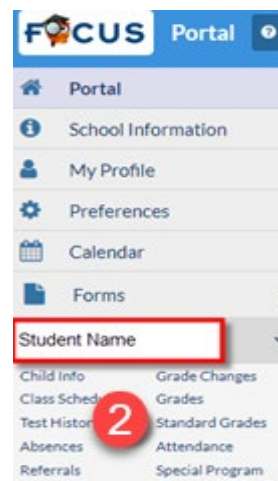 FOCUS Portal ?
Portal
School Information
My Profile
Preferences
Calendar
Forms
Student Name
Child Info Grade Changes
Class Sched Grades
Test Histor 2 Standard Grades
Absences Attendance
Referrals Special Program